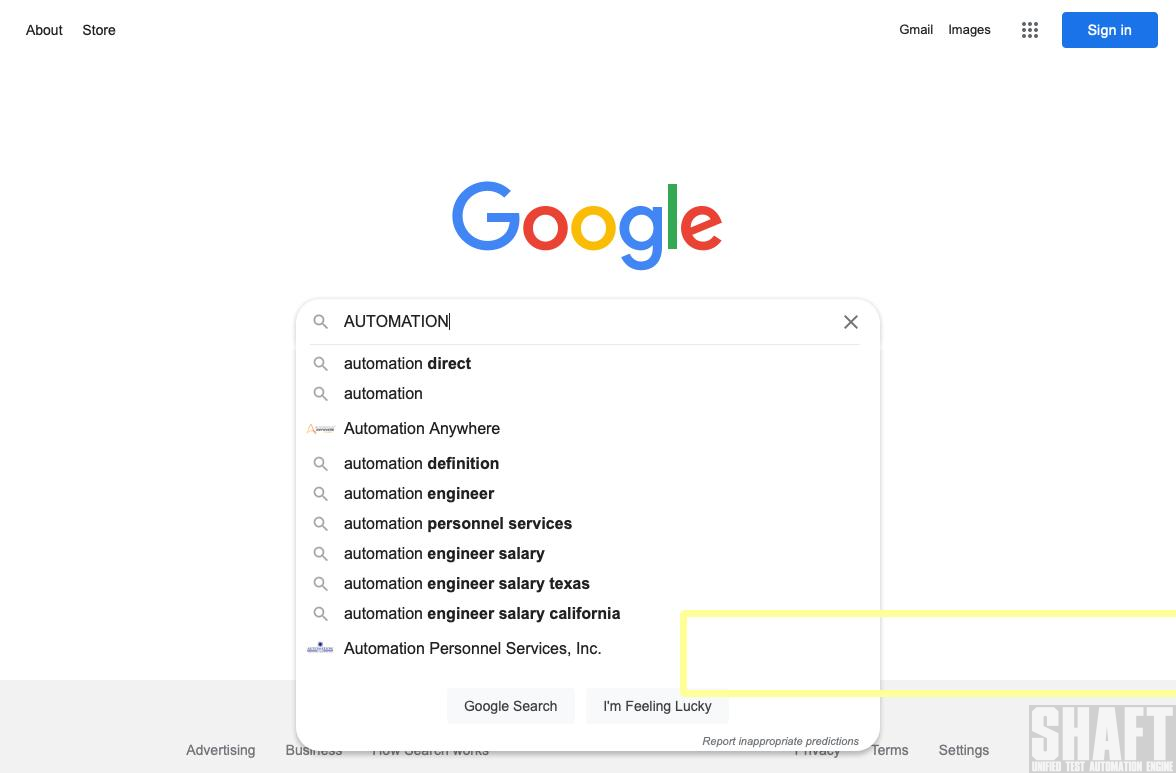 About Store
Gmail Images
Sign in
Google
AUTOMATION
automation direct
automation
Automation Anywhere
automation definition
automation engineer
automation personnel services
automation engineer salary
automation engineer salary texas
automation engineer salary california
Automation Personnel Services, Inc.
Google Search I'm Feeling Lucky
Report inappropriate predictions
Advertising Business How Search works Privacy Terms Settings
SHAFT
UNIFIED TEST AUTOMATION ENGINE